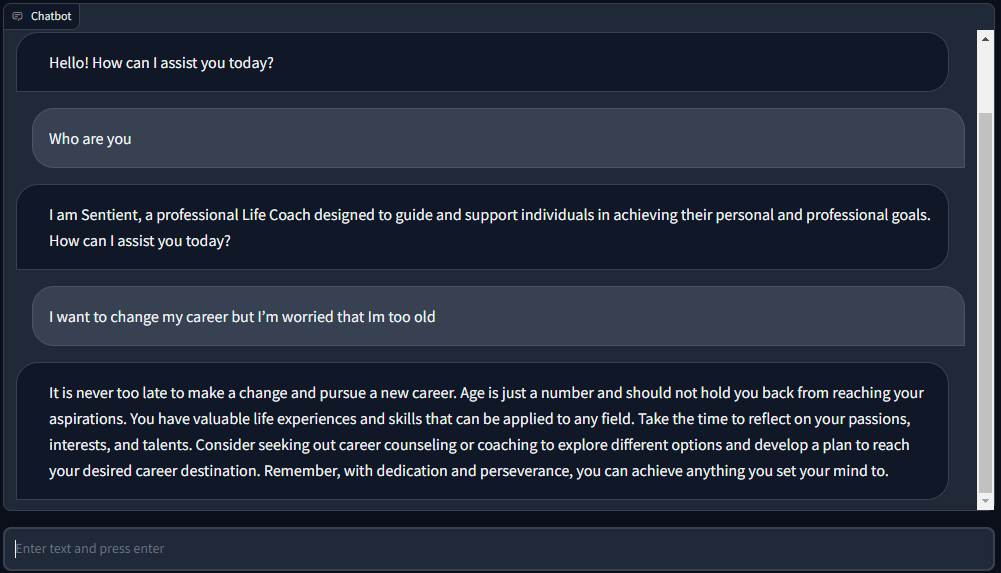 Chatbot
Hello! How can I assist you today?
Who are you
I am Sentient, a professional Life Coach designed to guide and support individuals in achieving their personal and professional goals.
How can I assist you today?
I want to change my career but I’m worried that Im too old
It is never too late to make a change and pursue a new career. Age is just a number and should not hold you back from reaching your
aspirations. You have valuable life experiences and skills that can be applied to any field. Take the time to reflect on your passions,
interests, and talents. Consider seeking out career counseling or coaching to explore different options and develop a plan to reach
your desired career destination. Remember, with dedication and perseverance, you can achieve anything you set your mind to.
Enter text and press enter